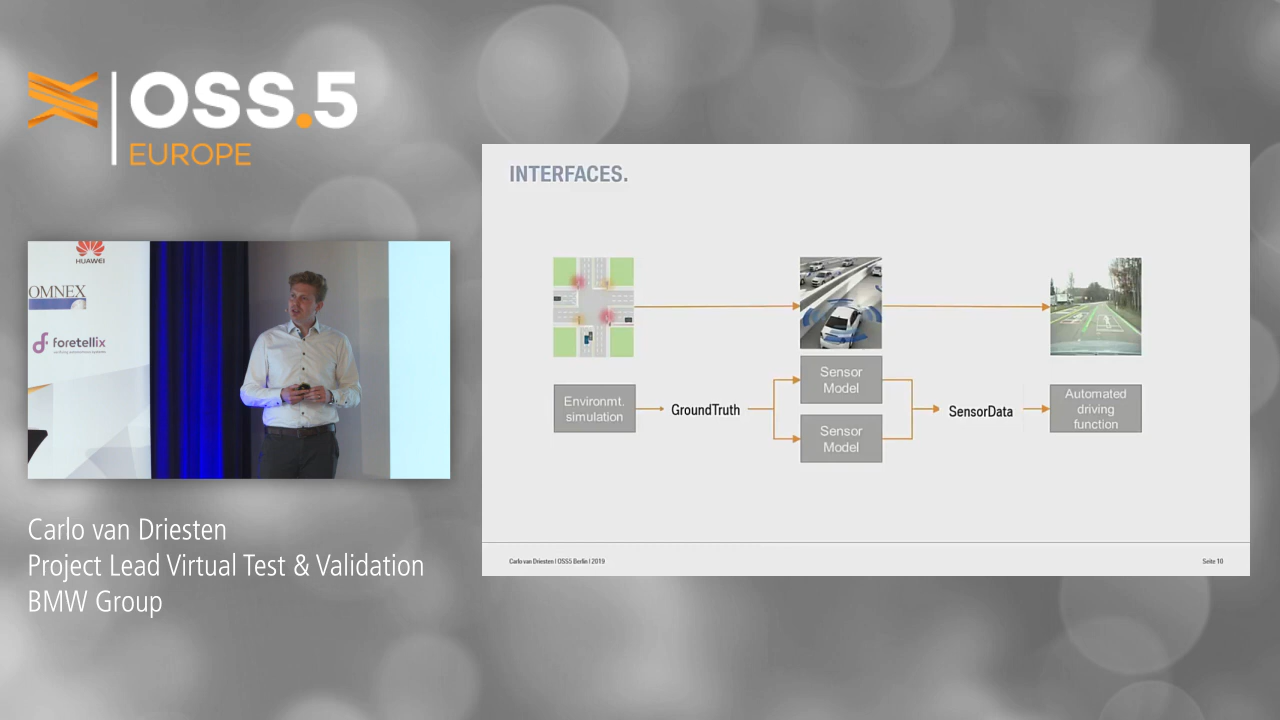 OSS.5
EUROPE
HUAWEI
OMNEX
foretellix
Carlo van Driesten
Project Lead Virtual Test & Validation
BMW Group
INTERFACES.
Environmt.
simulation
GroundTruth
Sensor
Model
Sensor
Model
SensorData
Automated
driving
function
Carlo van Driesten | OSS5 Berlin | 2019
Seite 10